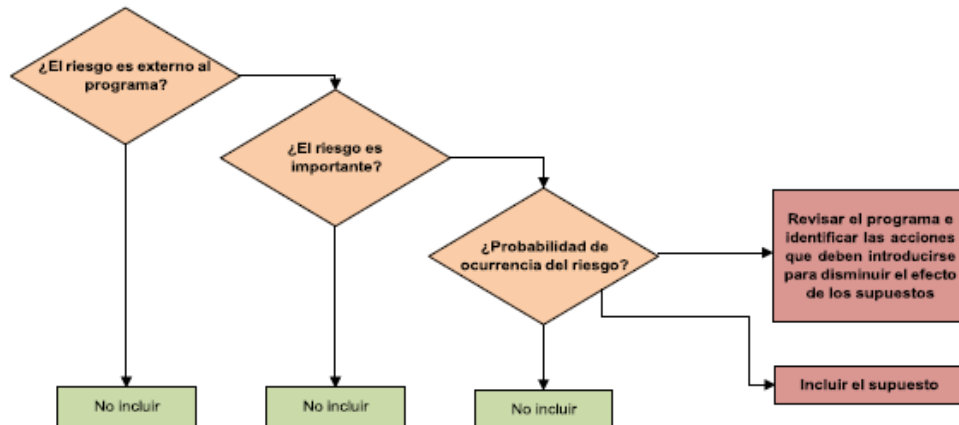 ¿El riesgo es externo al
programa?
¿El riesgo es
importante?
¿Probabilidad de
ocurrencia del riesgo?
Revisar el programa e
identificar las acciones
que deben introducirse
para disminuir el efecto
de los supuestos
Incluir el supuesto
No incluir
No incluir
No incluir